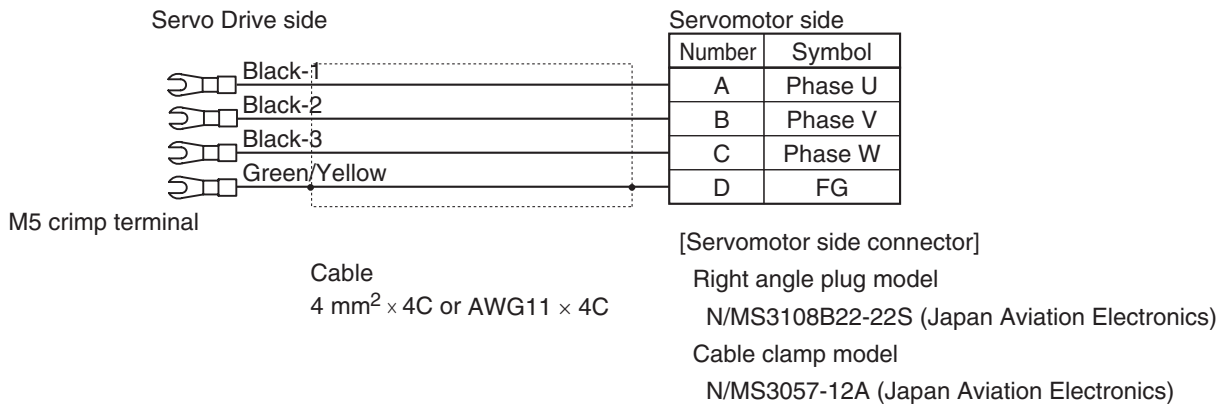 Servo Drive side
Servomotor side
Number Symbol
Black-1
A Phase U
Black-2
B Phase V
Black-3
C Phase W
Green/Yellow
D FG
M5 crimp terminal
[Servomotor side connector]
Cable
Right angle plug model
4 mm² × 4C or AWG11 × 4C
N/MS3108B22-22S (Japan Aviation Electronics)
Cable clamp model
N/MS3057-12A (Japan Aviation Electronics)